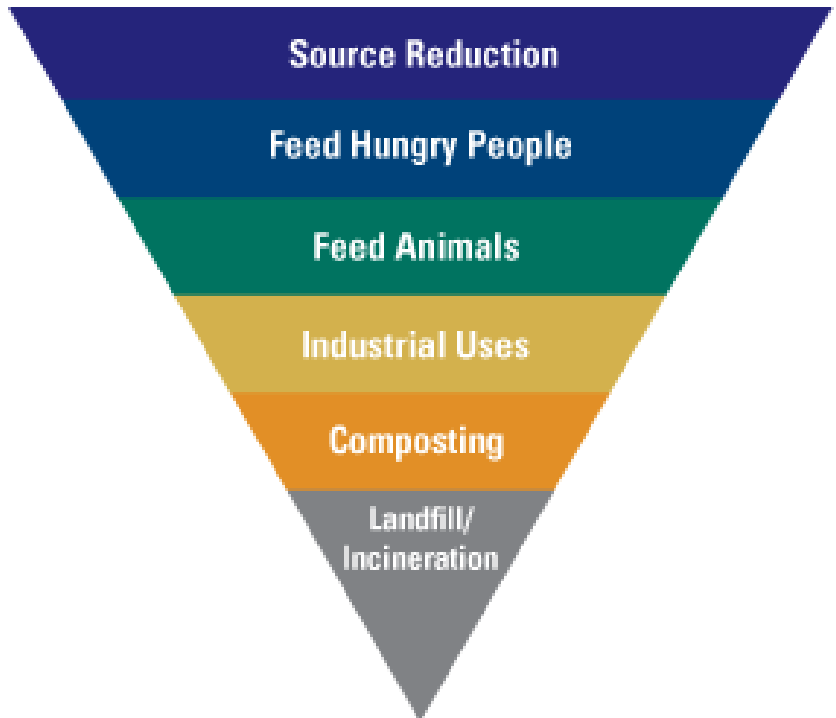 Source Reduction
Feed Hungry People
Feed Animals
Industrial Uses
Composting
Landfill/
Incineration